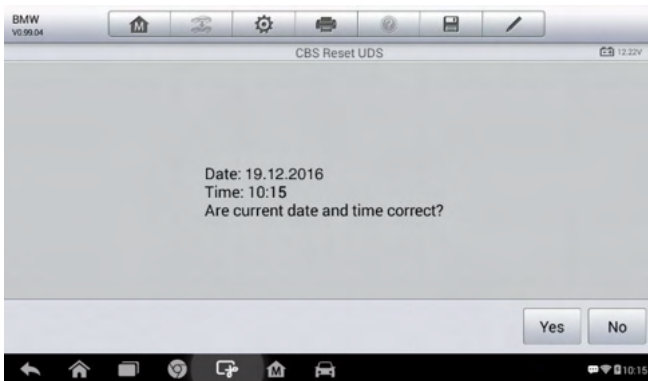 BMW
V0.99.04
CBS Reset UDS
12.22V
Date: 19.12.2016
Time: 10:15
Are current date and time correct?
Yes
No
10:15